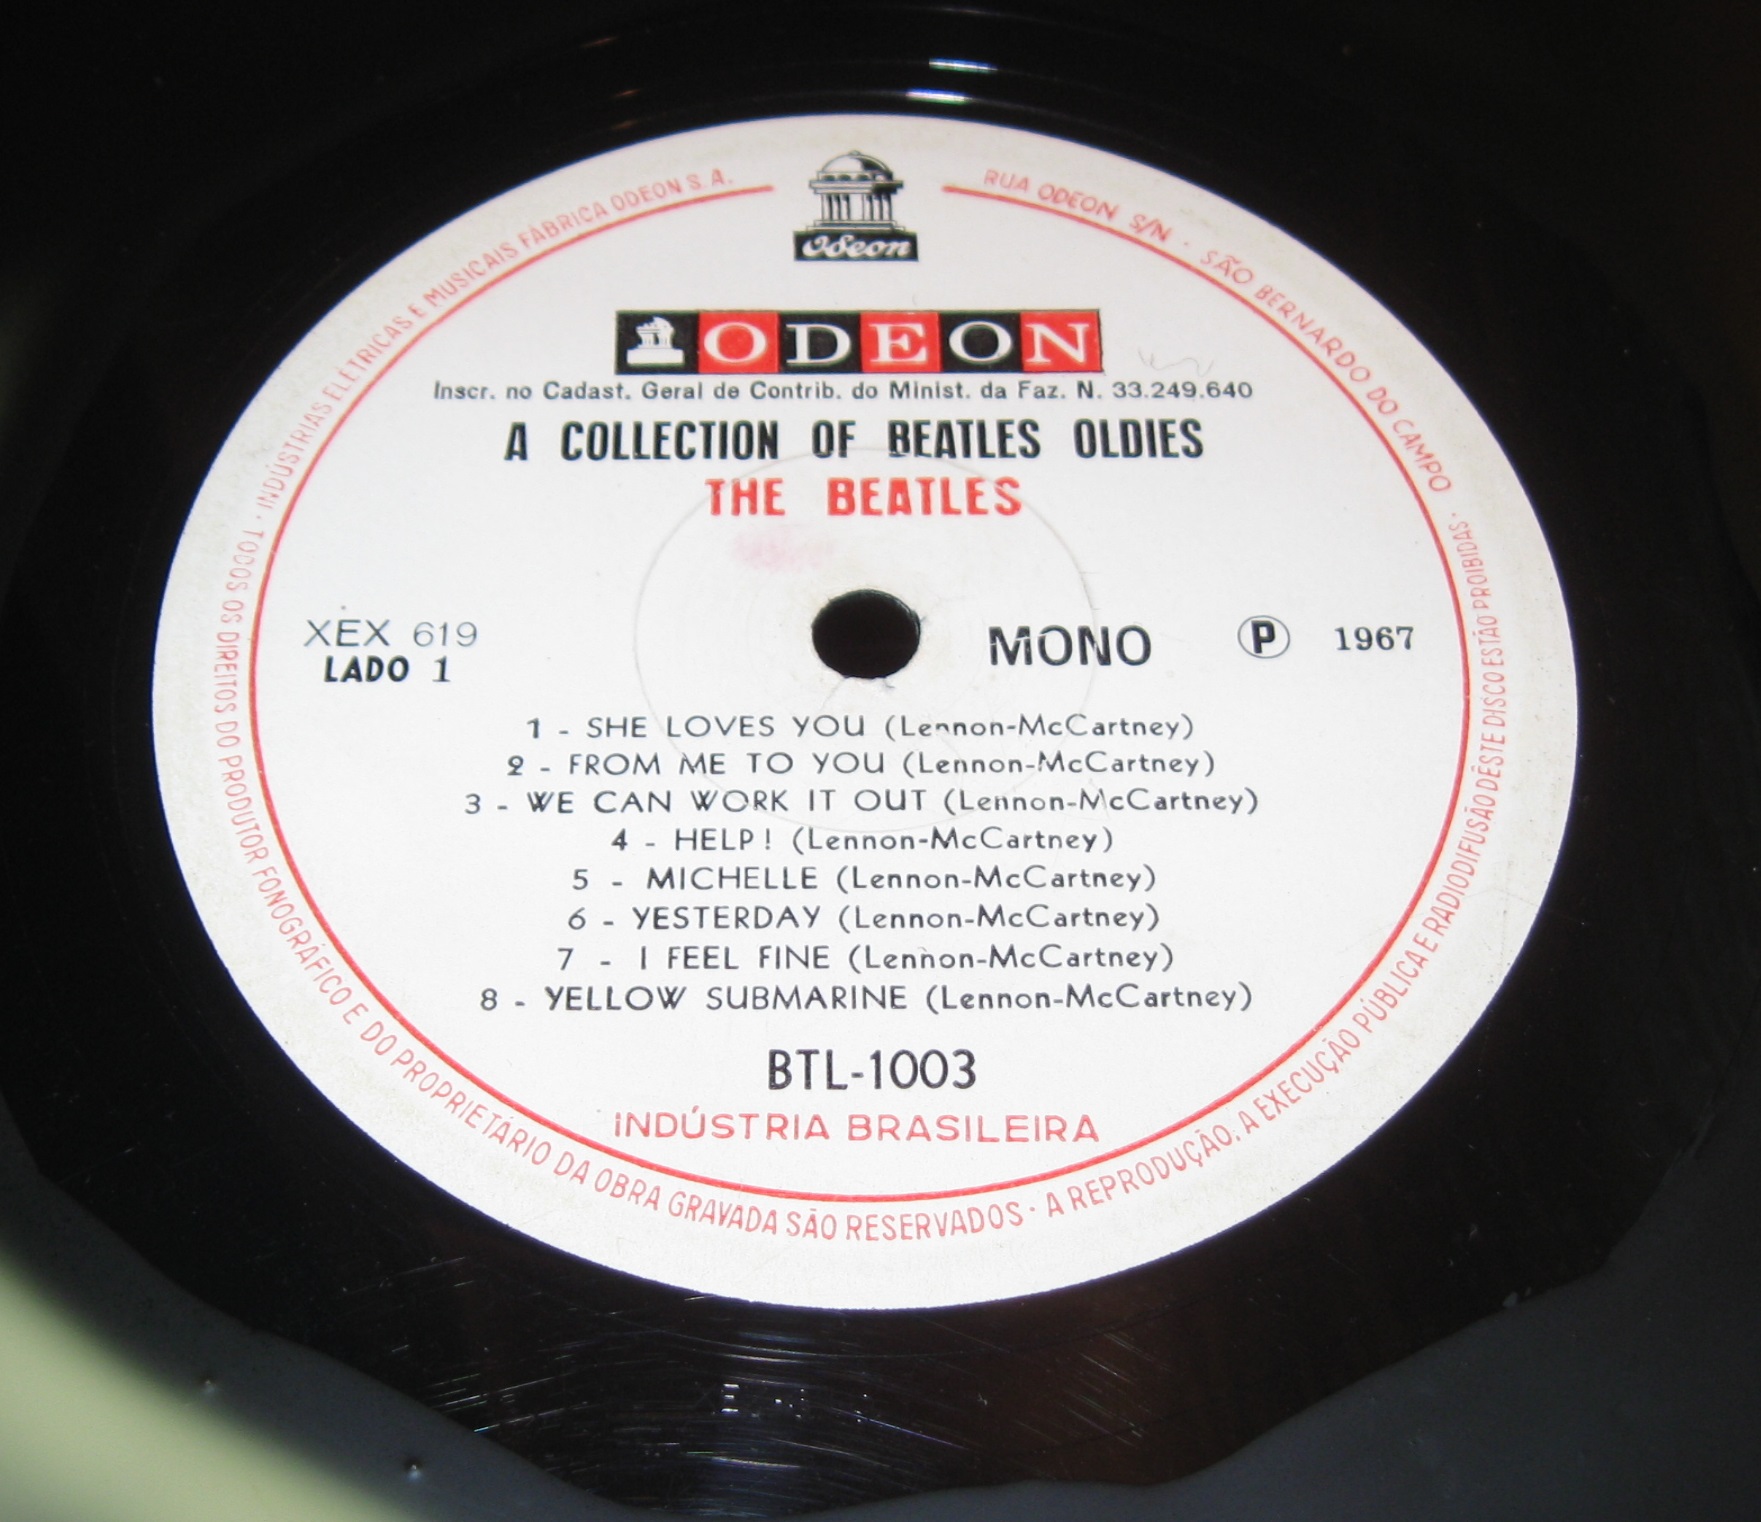 INDÚSTRIAS ELÉTRICAS E MUSICAIS FÁBRICA ODEON S.A.
RUA ODEON S/N · SÃO BERNARDO DO CAMPO ·
Odeon
ODEON
Inscr. no Cadast. Geral de Contrib. do Minist. da Faz. N. 33.249.640
A COLLECTION OF BEATLES OLDIES
THE BEATLES
XEX 619
LADO 1
MONO
Ⓟ 1967
1 - SHE LOVES YOU (Lennon-McCartney)
2 - FROM ME TO YOU (Lennon-McCartney)
3 - WE CAN WORK IT OUT (Lennon-McCartney)
4 - HELP! (Lennon-McCartney)
5 - MICHELLE (Lennon-McCartney)
6 - YESTERDAY (Lennon-McCartney)
7 - I FEEL FINE (Lennon-McCartney)
8 - YELLOW SUBMARINE (Lennon-McCartney)
BTL-1003
INDÚSTRIA BRASILEIRA
· TODOS OS DIREITOS DO PRODUTOR FONOGRÁFICO E DO PROPRIETÁRIO DA OBRA GRAVADA SÃO RESERVADOS · A REPRODUÇÃO, A EXECUÇÃO PÚBLICA E RADIODIFUSÃO DÊSTE DISCO ESTÃO PROIBIDAS ·